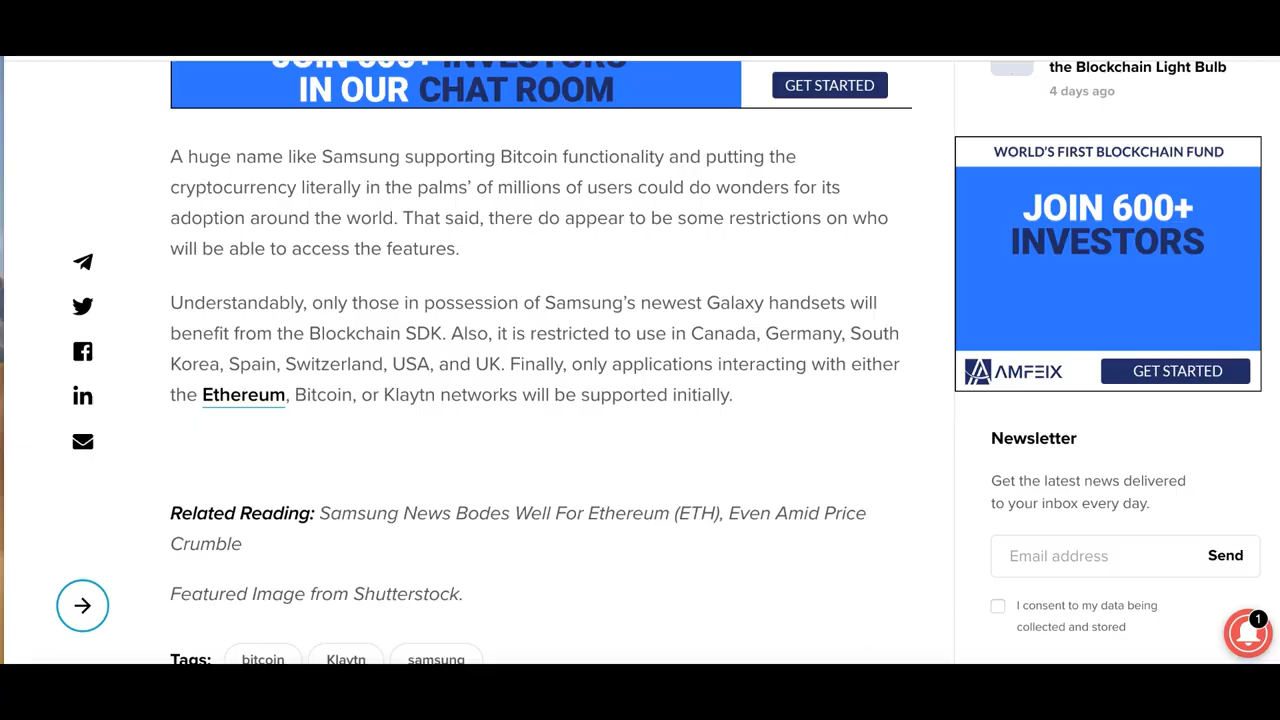 JOIN 600+ INVESTORS
IN OUR CHAT ROOM
GET STARTED
A huge name like Samsung supporting Bitcoin functionality and putting the
cryptocurrency literally in the palms’ of millions of users could do wonders for its
adoption around the world. That said, there do appear to be some restrictions on who
will be able to access the features.
Understandably, only those in possession of Samsung’s newest Galaxy handsets will
benefit from the Blockchain SDK. Also, it is restricted to use in Canada, Germany, South
Korea, Spain, Switzerland, USA, and UK. Finally, only applications interacting with either
the Ethereum, Bitcoin, or Klaytn networks will be supported initially.
Related Reading: Samsung News Bodes Well For Ethereum (ETH), Even Amid Price
Crumble
Featured Image from Shutterstock.
Tags: bitcoin Klaytn samsung
the Blockchain Light Bulb
4 days ago
WORLD’S FIRST BLOCKCHAIN FUND
JOIN 600+
INVESTORS
AMFEIX
GET STARTED
Newsletter
Get the latest news delivered
to your inbox every day.
Email address
Send
I consent to my data being
collected and stored
1